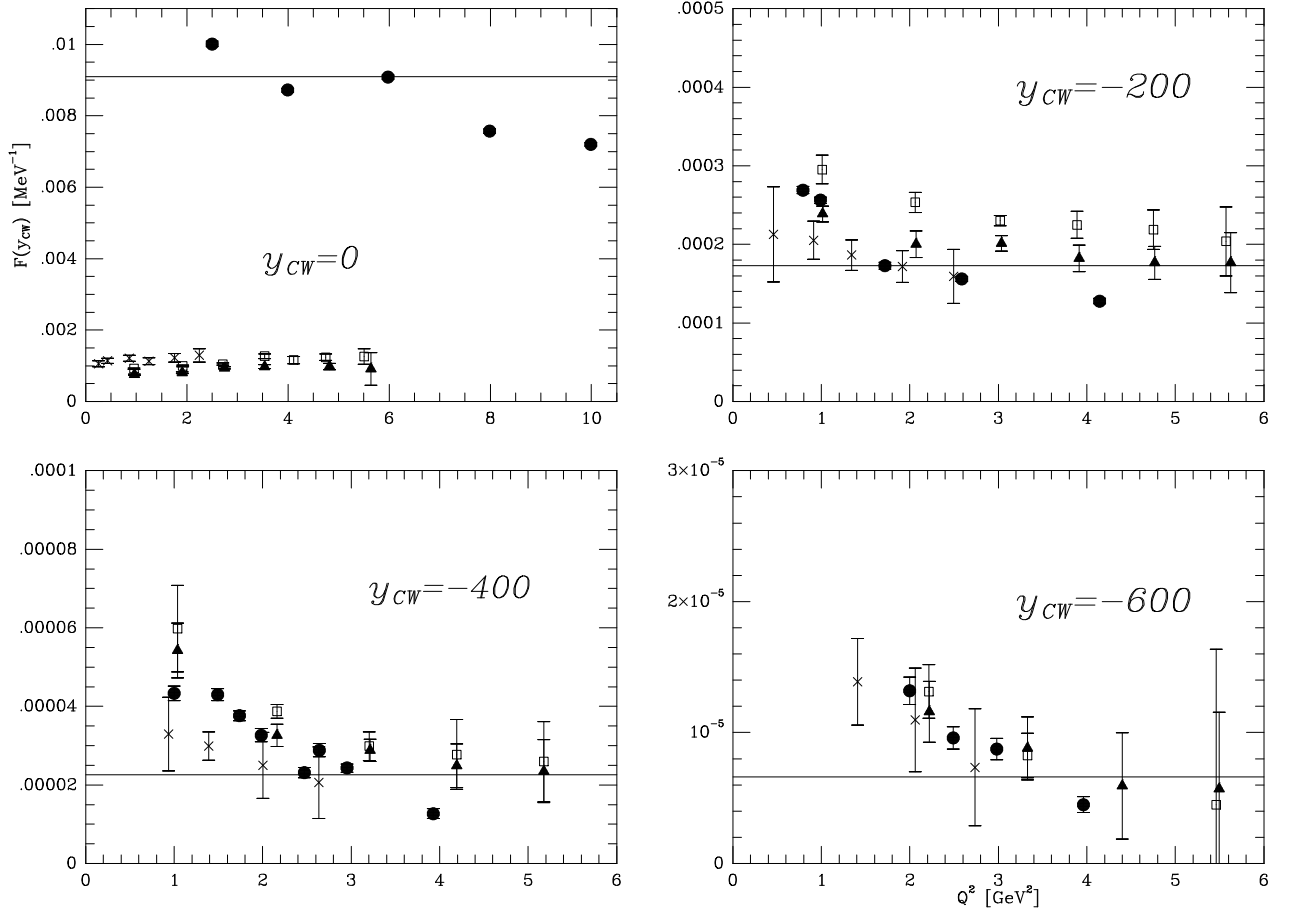 .01
.008
.006
.004
.002
0
F(y_CW) [MeV⁻¹]
y_CW=0
0 2 4 6 8 10
.0005
.0004
.0003
.0002
.0001
0
y_CW=−200
0 1 2 3 4 5 6
.0001
.00008
.00006
.00004
.00002
0
y_CW=−400
0 1 2 3 4 5 6
3×10⁻⁵
2×10⁻⁵
10⁻⁵
0
y_CW=−600
0 1 2 3 4 5 6
Q² [GeV²]